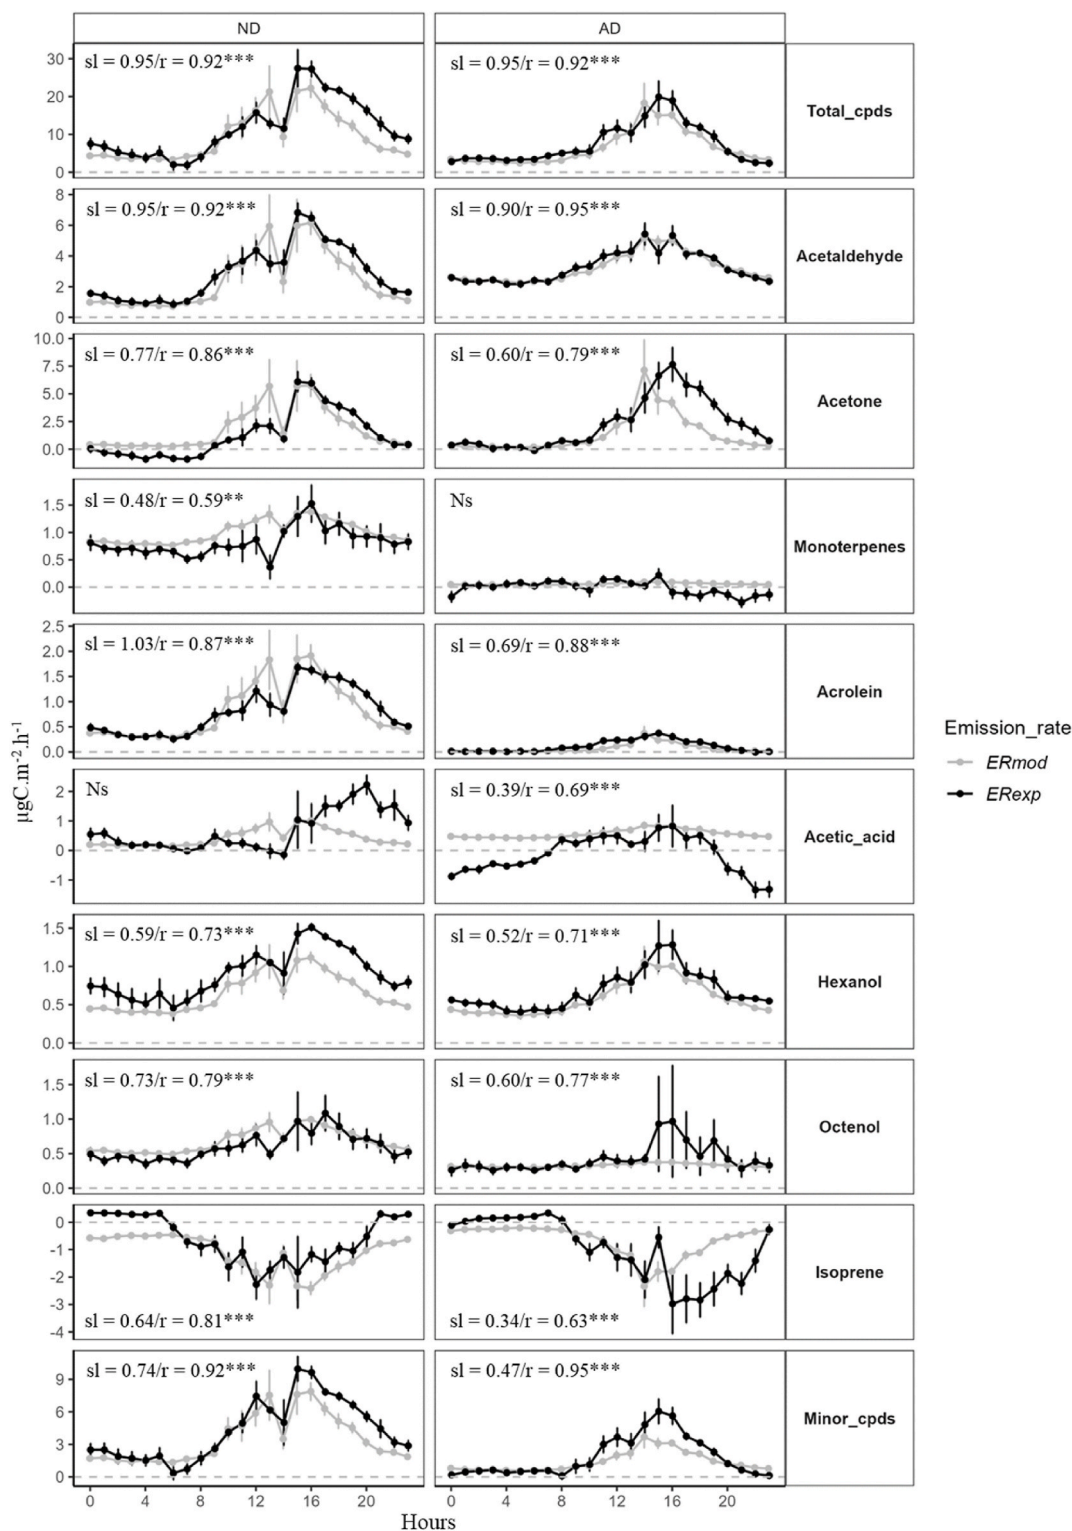 ND AD
30
20
10
0
sl = 0.95/r = 0.92***
sl = 0.95/r = 0.92***
Total_cpds
8
6
4
2
0
sl = 0.95/r = 0.92***
sl = 0.90/r = 0.95***
Acetaldehyde
10.0
7.5
5.0
2.5
0.0
sl = 0.77/r = 0.86***
sl = 0.60/r = 0.79***
Acetone
1.5
1.0
0.5
0.0
sl = 0.48/r = 0.59**
Ns
Monoterpenes
2.5
2.0
1.5
1.0
0.5
0.0
sl = 1.03/r = 0.87***
sl = 0.69/r = 0.88***
Acrolein
2
1
0
-1
Ns
sl = 0.39/r = 0.69***
Acetic_acid
1.5
1.0
0.5
0.0
sl = 0.59/r = 0.73***
sl = 0.52/r = 0.71***
Hexanol
1.5
1.0
0.5
0.0
sl = 0.73/r = 0.79***
sl = 0.60/r = 0.77***
Octenol
0
-1
-2
-3
-4
sl = 0.64/r = 0.81***
sl = 0.34/r = 0.63***
Isoprene
9
6
3
0
sl = 0.74/r = 0.92***
sl = 0.47/r = 0.95***
Minor_cpds
0 4 8 12 16 20 0 4 8 12 16 20
Hours
µgC.m⁻².h⁻¹
Emission_rate
ERmod
ERexp